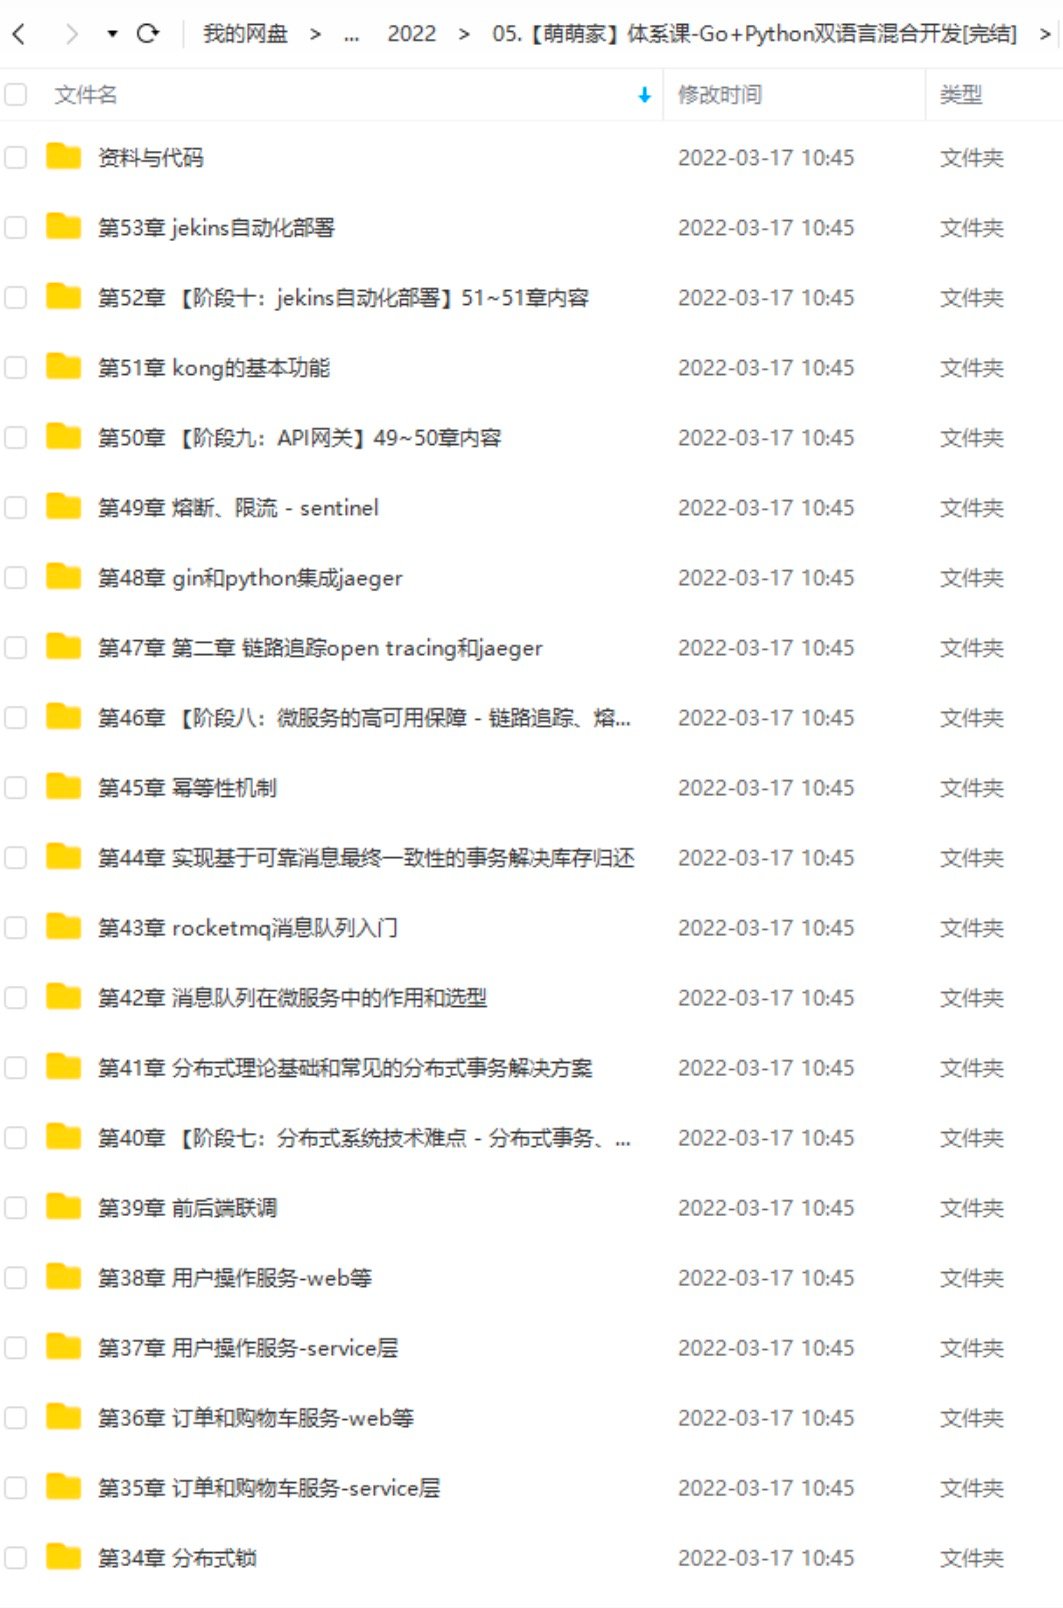 我的网盘 > ... 2022 > 05.【萌萌家】体系课-Go+Python双语言混合开发[完结] >
文件名 修改时间 类型
资料与代码 2022-03-17 10:45 文件夹
第53章 jekins自动化部署 2022-03-17 10:45 文件夹
第52章 【阶段十：jekins自动化部署】51~51章内容 2022-03-17 10:45 文件夹
第51章 kong的基本功能 2022-03-17 10:45 文件夹
第50章 【阶段九：API网关】49~50章内容 2022-03-17 10:45 文件夹
第49章 熔断、限流 - sentinel 2022-03-17 10:45 文件夹
第48章 gin和python集成jaeger 2022-03-17 10:45 文件夹
第47章 第二章 链路追踪open tracing和jaeger 2022-03-17 10:45 文件夹
第46章 【阶段八：微服务的高可用保障 - 链路追踪、熔... 2022-03-17 10:45 文件夹
第45章 幂等性机制 2022-03-17 10:45 文件夹
第44章 实现基于可靠消息最终一致性的事务解决库存归还 2022-03-17 10:45 文件夹
第43章 rocketmq消息队列入门 2022-03-17 10:45 文件夹
第42章 消息队列在微服务中的作用和选型 2022-03-17 10:45 文件夹
第41章 分布式理论基础和常见的分布式事务解决方案 2022-03-17 10:45 文件夹
第40章 【阶段七：分布式系统技术难点 - 分布式事务、... 2022-03-17 10:45 文件夹
第39章 前后端联调 2022-03-17 10:45 文件夹
第38章 用户操作服务-web等 2022-03-17 10:45 文件夹
第37章 用户操作服务-service层 2022-03-17 10:45 文件夹
第36章 订单和购物车服务-web等 2022-03-17 10:45 文件夹
第35章 订单和购物车服务-service层 2022-03-17 10:45 文件夹
第34章 分布式锁 2022-03-17 10:45 文件夹